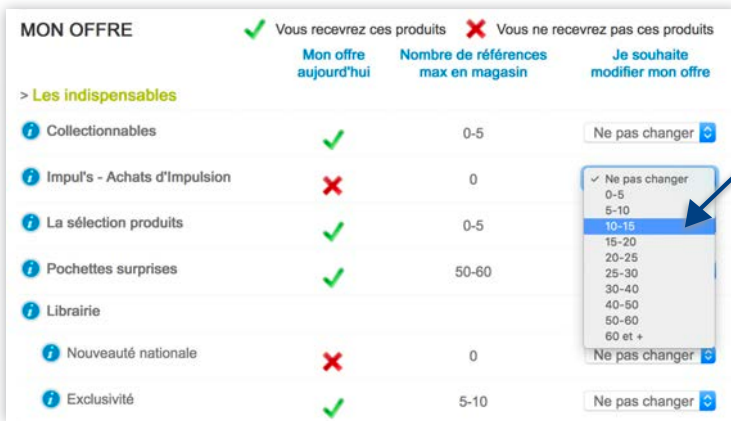 MON OFFRE Vous recevrez ces produits Vous ne recevrez pas ces produits
Mon offre aujourd'hui Nombre de références max en magasin Je souhaite modifier mon offre
> Les indispensables
Collectionnables 0-5 Ne pas changer
Impul's - Achats d'Impulsion 0
✓ Ne pas changer
0-5
5-10
10-15
15-20
20-25
25-30
30-40
40-50
50-60
60 et +
La sélection produits 0-5
Pochettes surprises 50-60
Librairie
Nouveauté nationale 0 Ne pas changer
Exclusivité 5-10 Ne pas changer